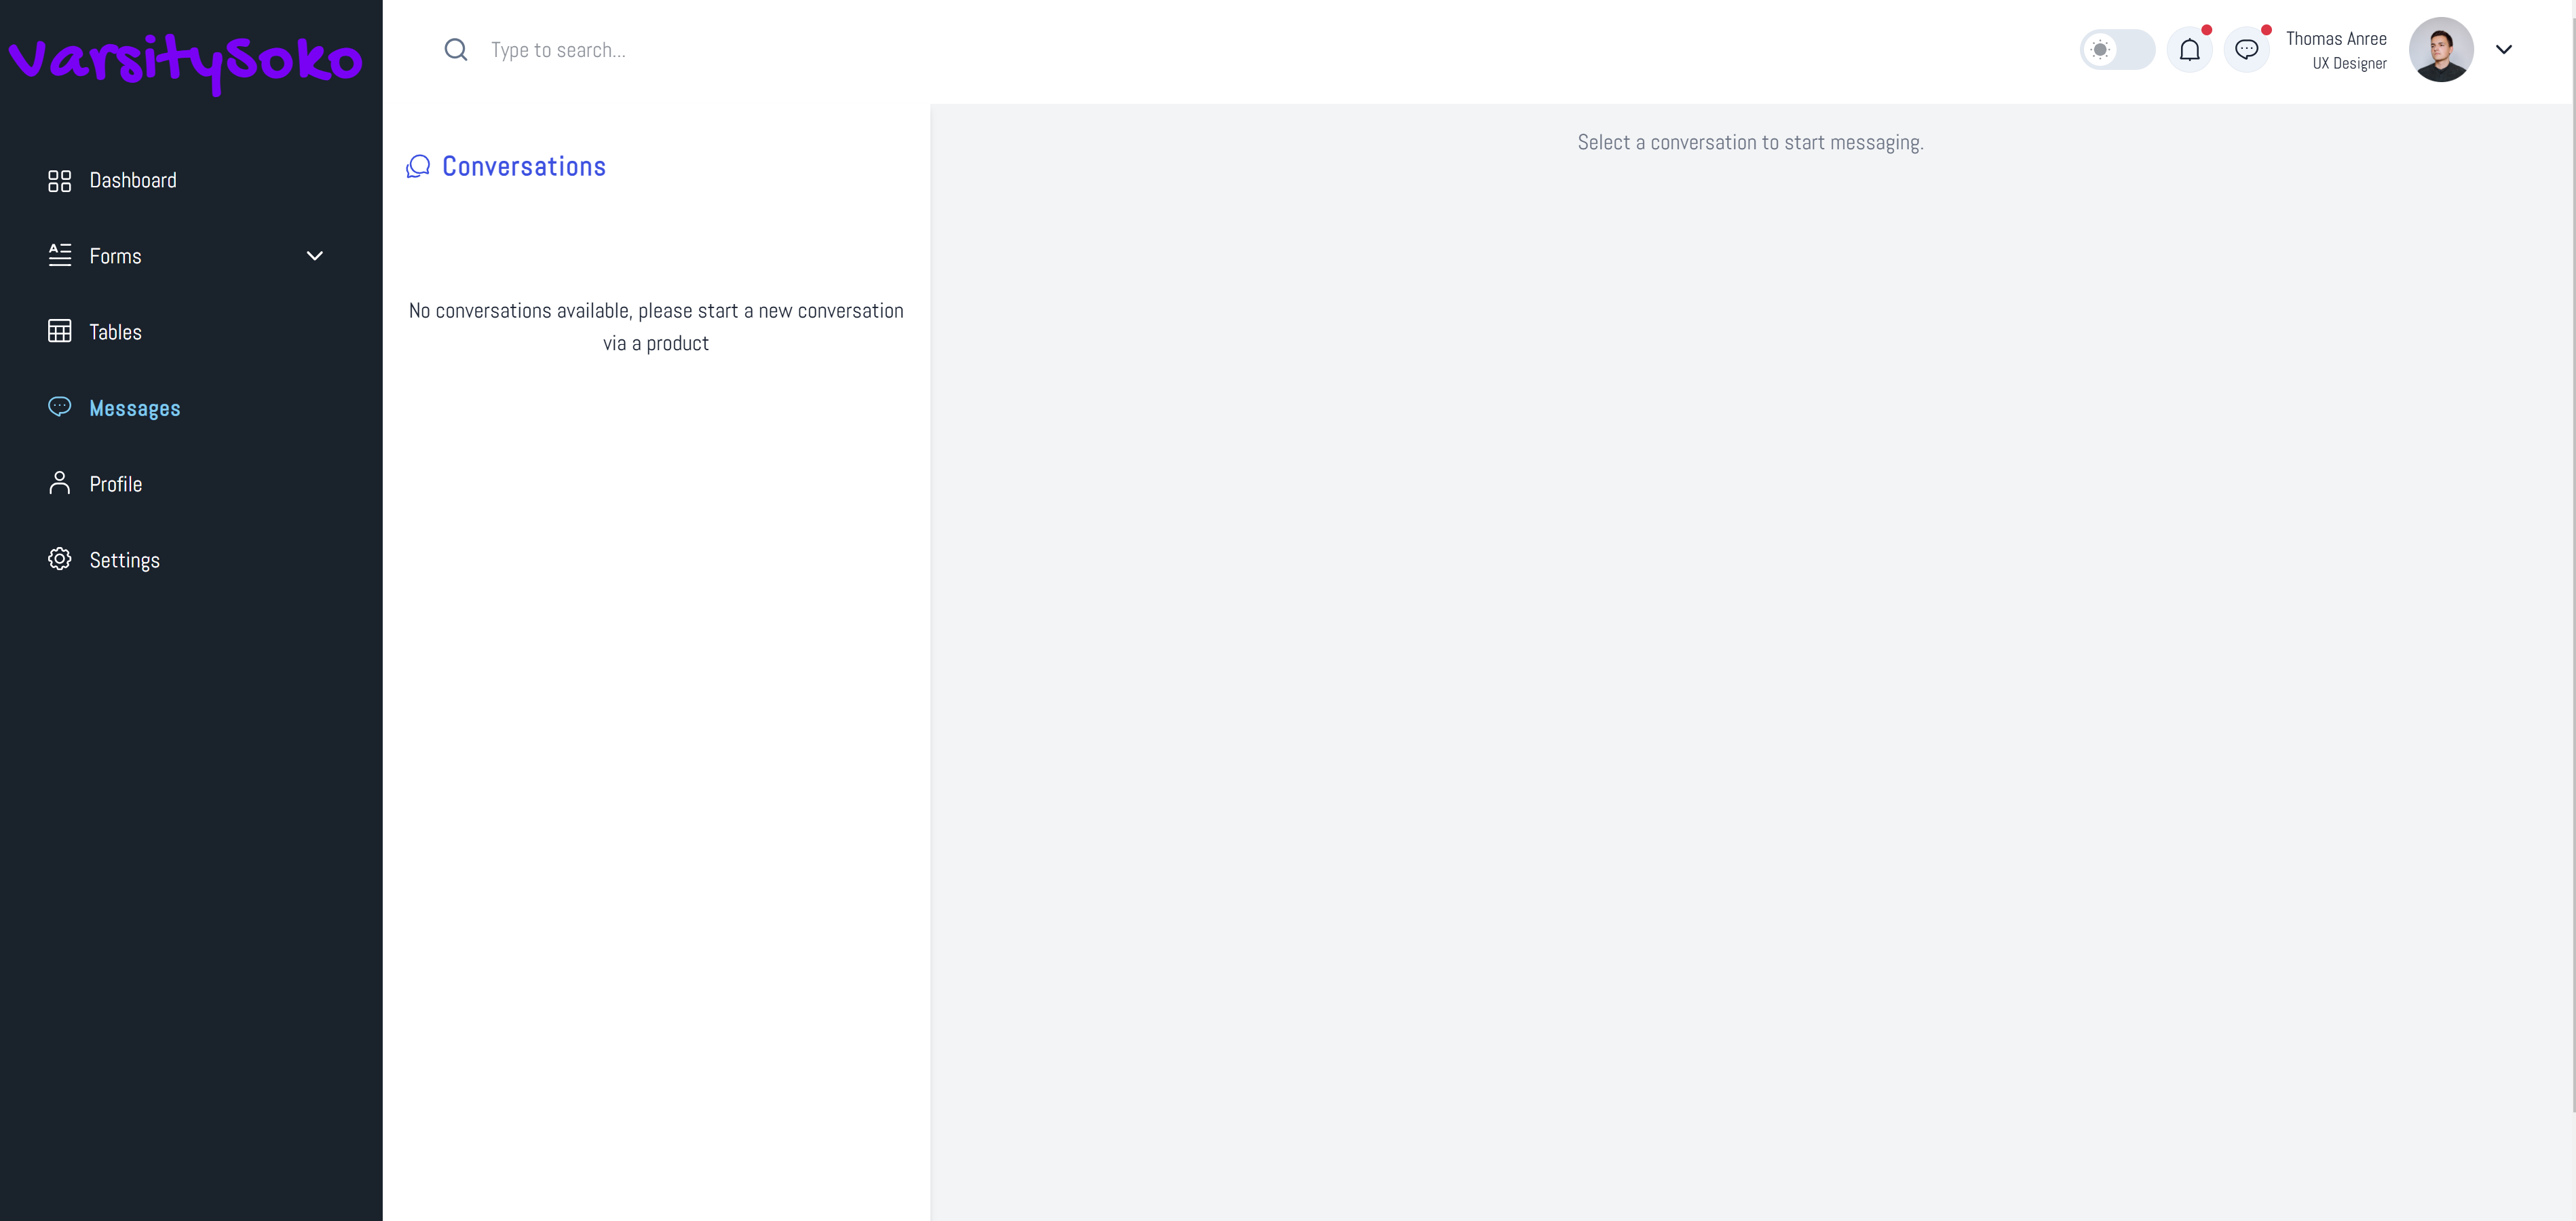 VarsitySoko
Type to search...
Thomas Anree
UX Designer
Dashboard
Forms
Tables
Messages
Profile
Settings
Conversations
No conversations available, please start a new conversation
via a product
Select a conversation to start messaging.